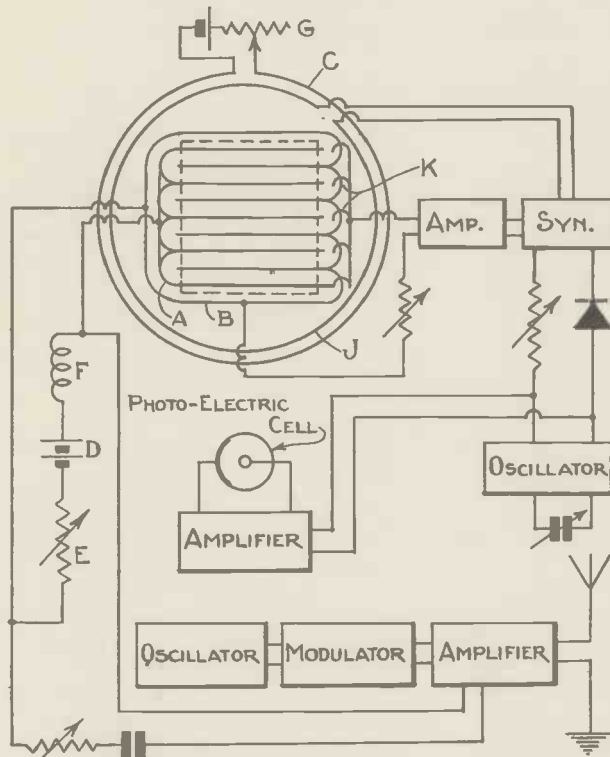 G
C
K
AMP.
SYN.
A
B
J
F
PHOTO-ELECTRIC
CELL
D
OSCILLATOR
AMPLIFIER
E
OSCILLATOR
MODULATOR
AMPLIFIER